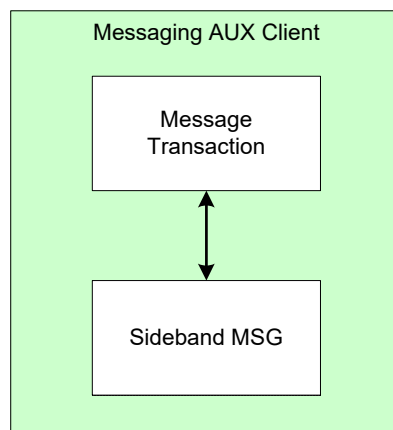 Messaging AUX Client
Message
Transaction
Sideband MSG